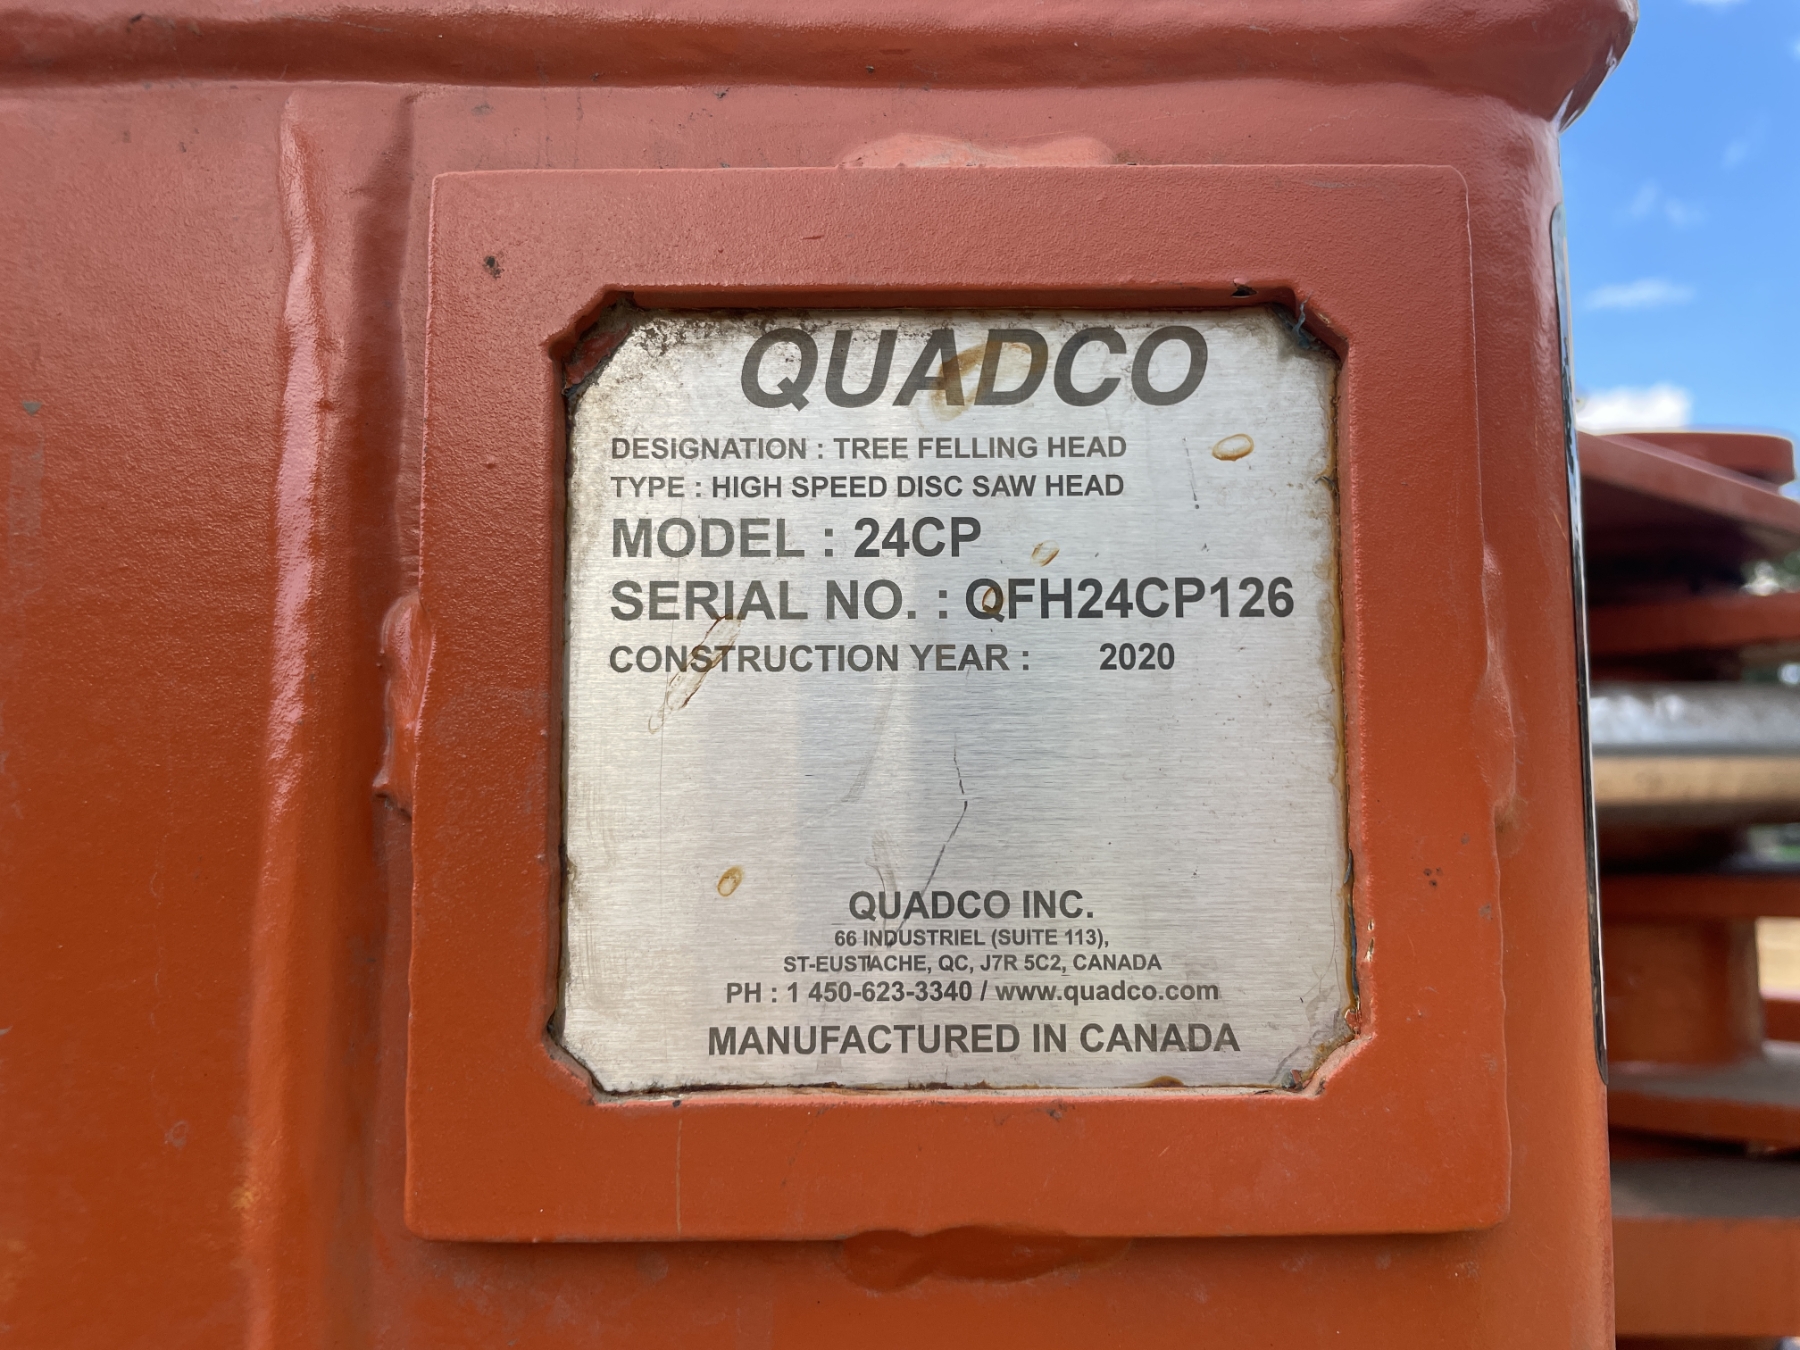 QUADCO
DESIGNATION : TREE FELLING HEAD
TYPE : HIGH SPEED DISC SAW HEAD
MODEL : 24CP
SERIAL NO. : QFH24CP126
CONSTRUCTION YEAR : 2020
QUADCO INC.
66 INDUSTRIEL (SUITE 113),
ST-EUSTACHE, QC, J7R 5C2, CANADA
PH : 1 450-623-3340 / www.quadco.com
MANUFACTURED IN CANADA